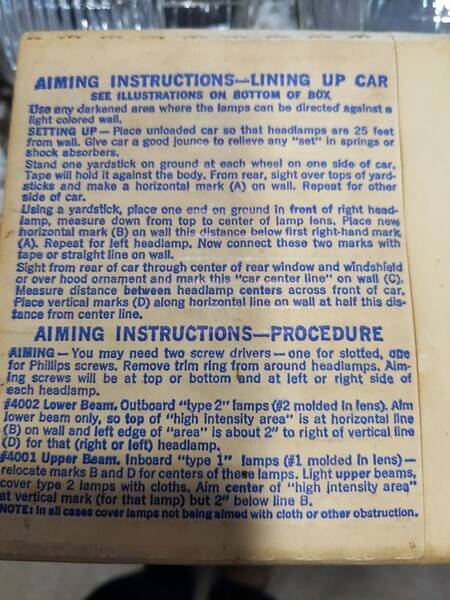 AIMING INSTRUCTIONS—LINING UP CAR
SEE ILLUSTRATIONS ON BOTTOM OF BOX
Use any darkened area where the lamps can be directed against a
light colored wall.
SETTING UP — Place unloaded car so that headlamps are 25 feet
from wall. Give car a good jounce to relieve any "set" in springs or
shock absorbers.
Stand one yardstick on ground at each wheel on one side of car.
Tape will hold it against the body. From rear, sight over tops of yard-
sticks and make a horizontal mark (A) on wall. Repeat for other
side of car.
Using a yardstick, place one end on ground in front of right head-
lamp, measure down from top to center of lamp lens. Place new
horizontal mark (B) on wall this distance below first right-hand mark
(A). Repeat for left headlamp. Now connect these two marks with
tape or straight line on wall.
Sight from rear of car through center of rear window and windshield
or over hood ornament and mark this "car center line" on wall (C).
Measure distance between headlamp centers across front of car.
Place vertical marks (D) along horizontal line on wall at half this dis-
tance from center line.
AIMING INSTRUCTIONS—PROCEDURE
AIMING — You may need two screw drivers — one for slotted, one
for Phillips screws. Remove trim ring from around headlamps. Aim-
ing screws will be at top or bottom and at left or right side of
each headlamp.
#4002 Lower Beam. Outboard "type 2" lamps (#2 molded in lens). Aim
lower beam only, so top of "high intensity area" is at horizontal line
(B) on wall and left edge of "area" is about 2" to right of vertical line
(D) for that (right or left) headlamp.
#4001 Upper Beam. Inboard "type 1" lamps (#1 molded in lens) —
relocate marks B and D for centers of these lamps. Light upper beams,
cover type 2 lamps with cloths. Aim center of "high intensity area"
at vertical mark (for that lamp) but 2" below line B.
NOTE: In all cases cover lamps not being aimed with cloth or other obstruction.